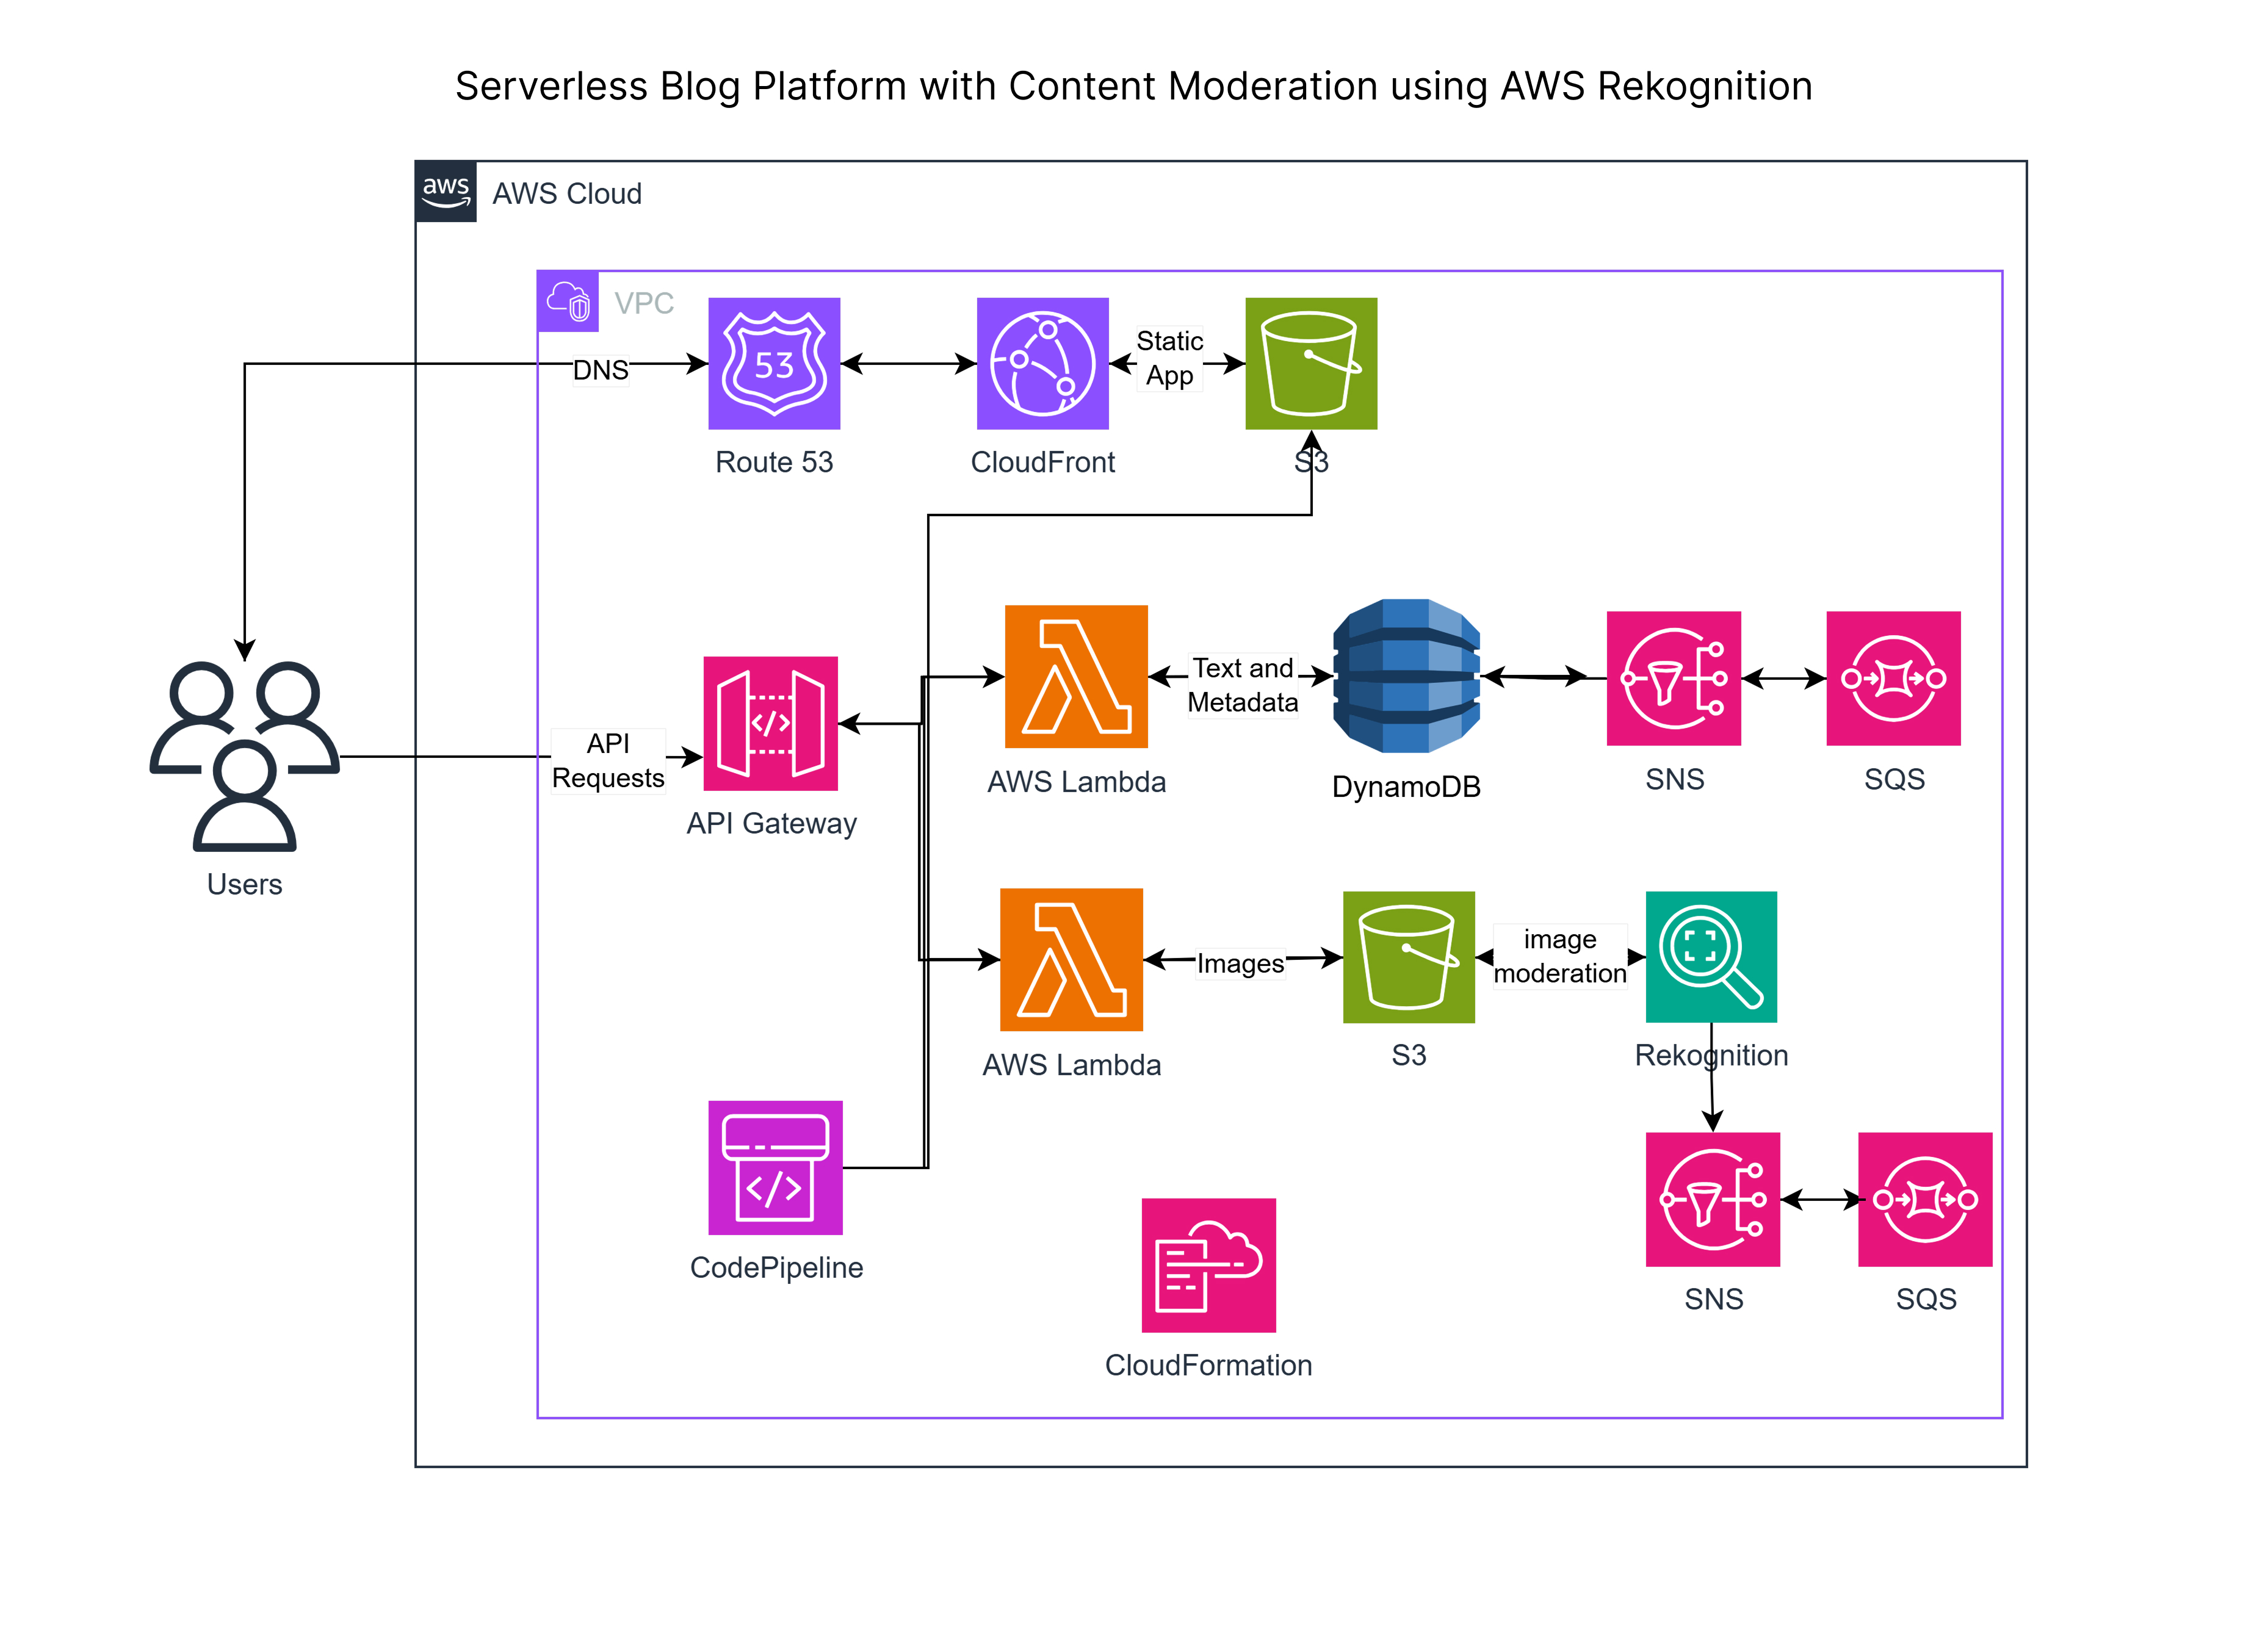 Serverless Blog Platform with Content Moderation using AWS Rekognition
aws
AWS Cloud
VPC
DNS
53
Static
App
Route 53
CloudFront
S3
API
Requests
</>
Text and
Metadata
AWS Lambda
DynamoDB
SNS
SQS
API Gateway
Users
Images
image
moderation
AWS Lambda
S3
Rekognition
</>
CodePipeline
SNS
SQS
CloudFormation